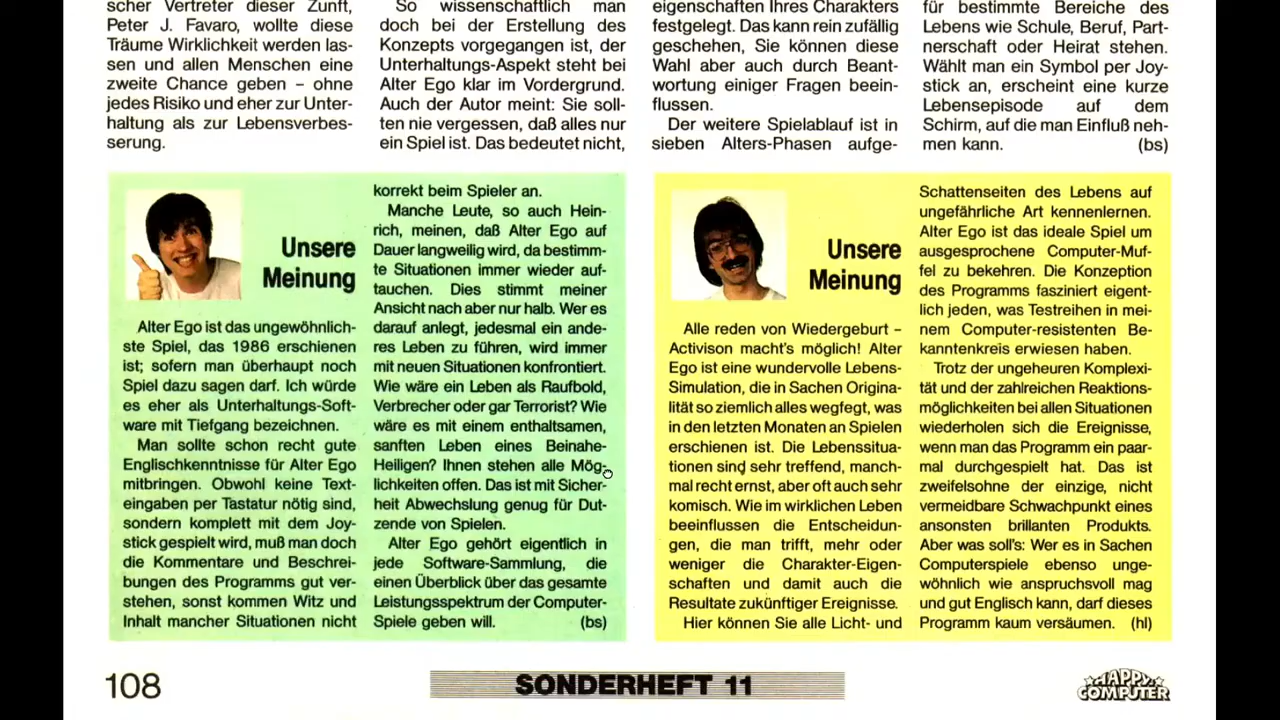 scher Vertreter dieser Zunft,
Peter J. Favaro, wollte diese
Träume Wirklichkeit werden las-
sen und allen Menschen eine
zweite Chance geben – ohne
jedes Risiko und eher zur Unter-
haltung als zur Lebensverbes-
serung.
So wissenschaftlich man
doch bei der Erstellung des
Konzepts vorgegangen ist, der
Unterhaltungs-Aspekt steht bei
Alter Ego klar im Vordergrund.
Auch der Autor meint: Sie soll-
ten nie vergessen, daß alles nur
ein Spiel ist. Das bedeutet nicht,
eigenschaften Ihres Charakters
festgelegt. Das kann rein zufällig
geschehen, Sie können diese
Wahl aber auch durch Beant-
wortung einiger Fragen beein-
flussen.
Der weitere Spielablauf ist in
sieben Alters-Phasen aufge-
für bestimmte Bereiche des
Lebens wie Schule, Beruf, Part-
nerschaft oder Heirat stehen.
Wählt man ein Symbol per Joy-
stick an, erscheint eine kurze
Lebensepisode auf dem
Schirm, auf die man Einfluß neh-
men kann. (bs)
Unsere
Meinung
Alter Ego ist das ungewöhnlich-
ste Spiel, das 1986 erschienen
ist; sofern man überhaupt noch
Spiel dazu sagen darf. Ich würde
es eher als Unterhaltungs-Soft-
ware mit Tiefgang bezeichnen.
Man sollte schon recht gute
Englischkenntnisse für Alter Ego
mitbringen. Obwohl keine Text-
eingaben per Tastatur nötig sind,
sondern komplett mit dem Joy-
stick gespielt wird, muß man doch
die Kommentare und Beschrei-
bungen des Programms gut ver-
stehen, sonst kommen Witz und
Inhalt mancher Situationen nicht
korrekt beim Spieler an.
Manche Leute, so auch Hein-
rich, meinen, daß Alter Ego auf
Dauer langweilig wird, da bestimm-
te Situationen immer wieder auf-
tauchen. Dies stimmt meiner
Ansicht nach aber nur halb. Wer es
darauf anlegt, jedesmal ein ande-
res Leben zu führen, wird immer
mit neuen Situationen konfrontiert.
Wie wäre ein Leben als Raufbold,
Verbrecher oder gar Terrorist? Wie
wäre es mit einem enthaltsamen,
sanften Leben eines Beinahe-
Heiligen? Ihnen stehen alle Mög-
lichkeiten offen. Das ist mit Sicher-
heit Abwechslung genug für Dut-
zende von Spielen.
Alter Ego gehört eigentlich in
jede Software-Sammlung, die
einen Überblick über das gesamte
Leistungsspektrum der Computer-
Spiele geben will. (bs)
Unsere
Meinung
Alle reden von Wiedergeburt –
Activison macht's möglich! Alter
Ego ist eine wundervolle Lebens-
Simulation, die in Sachen Origina-
lität so ziemlich alles wegfegt, was
in den letzten Monaten an Spielen
erschienen ist. Die Lebenssitua-
tionen sind sehr treffend, manch-
mal recht ernst, aber oft auch sehr
komisch. Wie im wirklichen Leben
beeinflussen die Entscheidun-
gen, die man trifft, mehr oder
weniger die Charakter-Eigen-
schaften und damit auch die
Resultate zukünftiger Ereignisse.
Hier können Sie alle Licht- und
Schattenseiten des Lebens auf
ungefährliche Art kennenlernen.
Alter Ego ist das ideale Spiel um
ausgesprochene Computer-Muf-
fel zu bekehren. Die Konzeption
des Programms fasziniert eigent-
lich jeden, was Testreihen in mei-
nem Computer-resistenten Be-
kanntenkreis erwiesen haben.
Trotz der ungeheuren Komplexi-
tät und der zahlreichen Reaktions-
möglichkeiten bei allen Situationen
wiederholen sich die Ereignisse,
wenn man das Programm ein paar-
mal durchgespielt hat. Das ist
zweifelsohne der einzige, nicht
vermeidbare Schwachpunkt eines
ansonsten brillanten Produkts.
Aber was soll's: Wer es in Sachen
Computerspiele ebenso unge-
wöhnlich wie anspruchsvoll mag
und gut Englisch kann, darf dieses
Programm kaum versäumen. (hl)
108
SONDERHEFT 11
HAPPY
COMPUTER